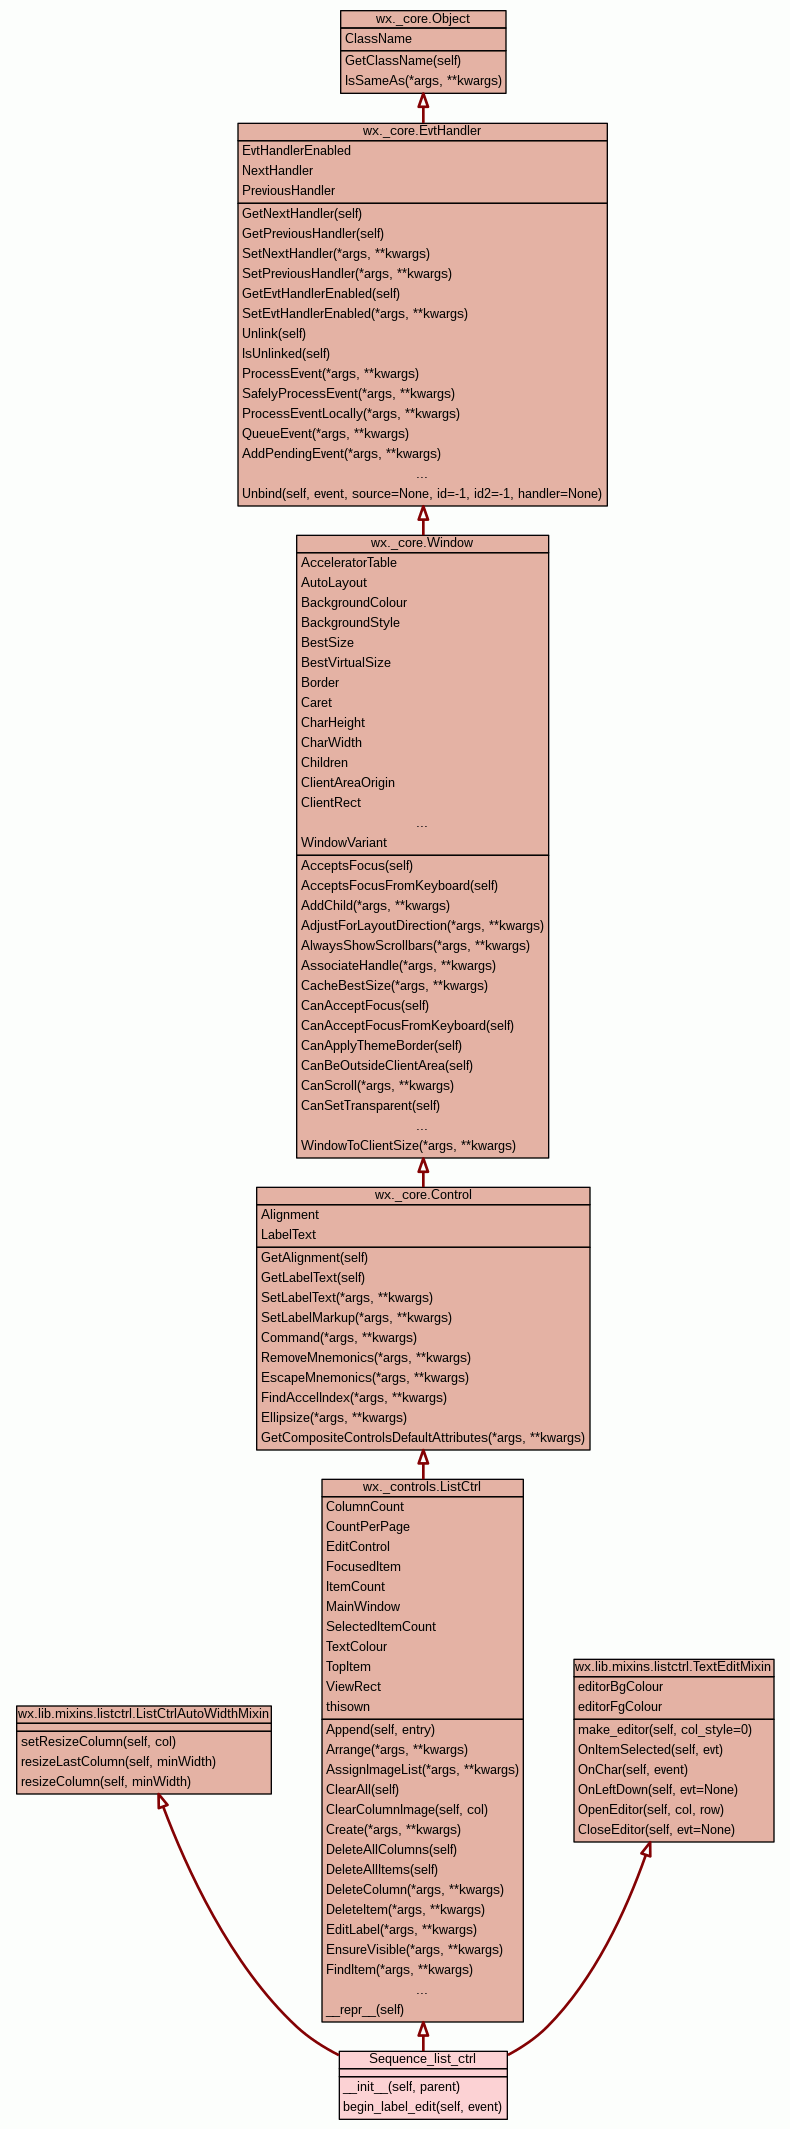 wx._core.Object
ClassName
GetClassName(self)
IsSameAs(*args, **kwargs)
wx._core.EvtHandler
EvtHandlerEnabled
NextHandler
PreviousHandler
GetNextHandler(self)
GetPreviousHandler(self)
SetNextHandler(*args, **kwargs)
SetPreviousHandler(*args, **kwargs)
GetEvtHandlerEnabled(self)
SetEvtHandlerEnabled(*args, **kwargs)
Unlink(self)
IsUnlinked(self)
ProcessEvent(*args, **kwargs)
SafelyProcessEvent(*args, **kwargs)
ProcessEventLocally(*args, **kwargs)
QueueEvent(*args, **kwargs)
AddPendingEvent(*args, **kwargs)
...
Unbind(self, event, source=None, id=-1, id2=-1, handler=None)
wx._core.Window
AcceleratorTable
AutoLayout
BackgroundColour
BackgroundStyle
BestSize
BestVirtualSize
Border
Caret
CharHeight
CharWidth
Children
ClientAreaOrigin
ClientRect
...
WindowVariant
AcceptsFocus(self)
AcceptsFocusFromKeyboard(self)
AddChild(*args, **kwargs)
AdjustForLayoutDirection(*args, **kwargs)
AlwaysShowScrollbars(*args, **kwargs)
AssociateHandle(*args, **kwargs)
CacheBestSize(*args, **kwargs)
CanAcceptFocus(self)
CanAcceptFocusFromKeyboard(self)
CanApplyThemeBorder(self)
CanBeOutsideClientArea(self)
CanScroll(*args, **kwargs)
CanSetTransparent(self)
...
WindowToClientSize(*args, **kwargs)
wx._core.Control
Alignment
LabelText
GetAlignment(self)
GetLabelText(self)
SetLabelText(*args, **kwargs)
SetLabelMarkup(*args, **kwargs)
Command(*args, **kwargs)
RemoveMnemonics(*args, **kwargs)
EscapeMnemonics(*args, **kwargs)
FindAccelIndex(*args, **kwargs)
Ellipsize(*args, **kwargs)
GetCompositeControlsDefaultAttributes(*args, **kwargs)
wx._controls.ListCtrl
ColumnCount
CountPerPage
EditControl
FocusedItem
ItemCount
MainWindow
SelectedItemCount
TextColour
TopItem
ViewRect
thisown
Append(self, entry)
Arrange(*args, **kwargs)
AssignImageList(*args, **kwargs)
ClearAll(self)
ClearColumnImage(self, col)
Create(*args, **kwargs)
DeleteAllColumns(self)
DeleteAllItems(self)
DeleteColumn(*args, **kwargs)
DeleteItem(*args, **kwargs)
EditLabel(*args, **kwargs)
EnsureVisible(*args, **kwargs)
FindItem(*args, **kwargs)
...
__repr__(self)
wx.lib.mixins.listctrl.TextEditMixin
editorBgColour
editorFgColour
make_editor(self, col_style=0)
OnItemSelected(self, evt)
OnChar(self, event)
OnLeftDown(self, evt=None)
OpenEditor(self, col, row)
CloseEditor(self, evt=None)
wx.lib.mixins.listctrl.ListCtrlAutoWidthMixin
setResizeColumn(self, col)
resizeLastColumn(self, minWidth)
resizeColumn(self, minWidth)
Sequence_list_ctrl
__init__(self, parent)
begin_label_edit(self, event)